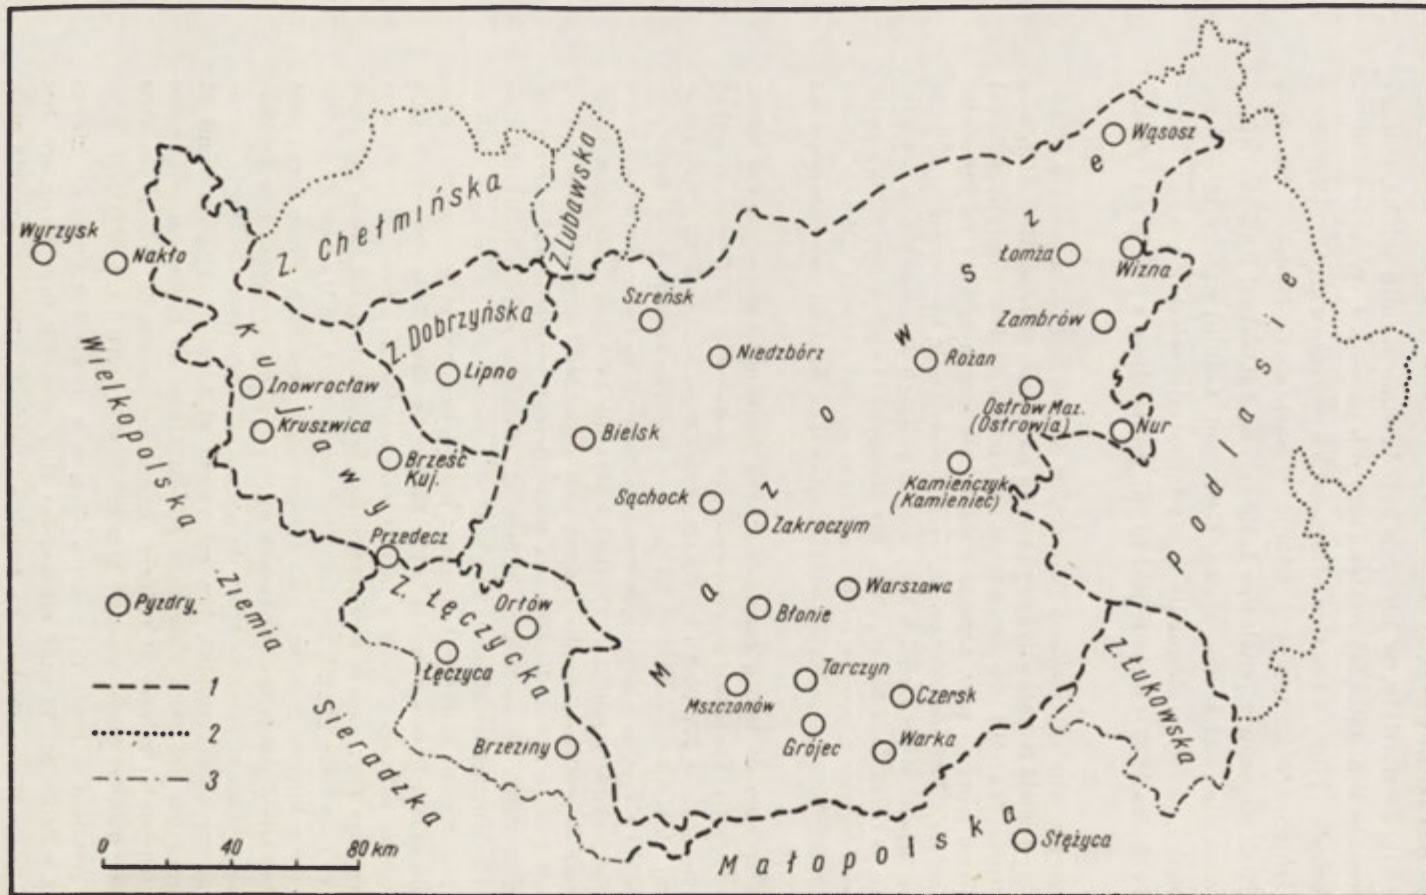 Wąsosz
Z. Chełmińska
Z. Lubawska
Wyrzysk
Nakło
Łomża
Wizna
Szreńsk
Z. Dobrzyńska
Zambrów
Niedzbórz
Rożan
Lipno
Inowrocław
Kujawy
Kruszwica
Ostrów Maz.
(Ostrowia)
Nur
Bielsk
Brześć
Kuj.
Kamieńczyk
(Kamieniec)
Sąchock
Zakroczym
Mazowsze
Podlasie
Wielkopolska
Przedecz
Z. Łęczycka
Ortów
Warszawa
Błonie
Pyzdry
Ziemia
Sieradzka
Łęczyca
Tarczyn
Mszczonów
Czersk
Z. Łukowska
Grójec
Warka
Brzeziny
1
2
3
0 40 80 km
Małopolska
Stężyca